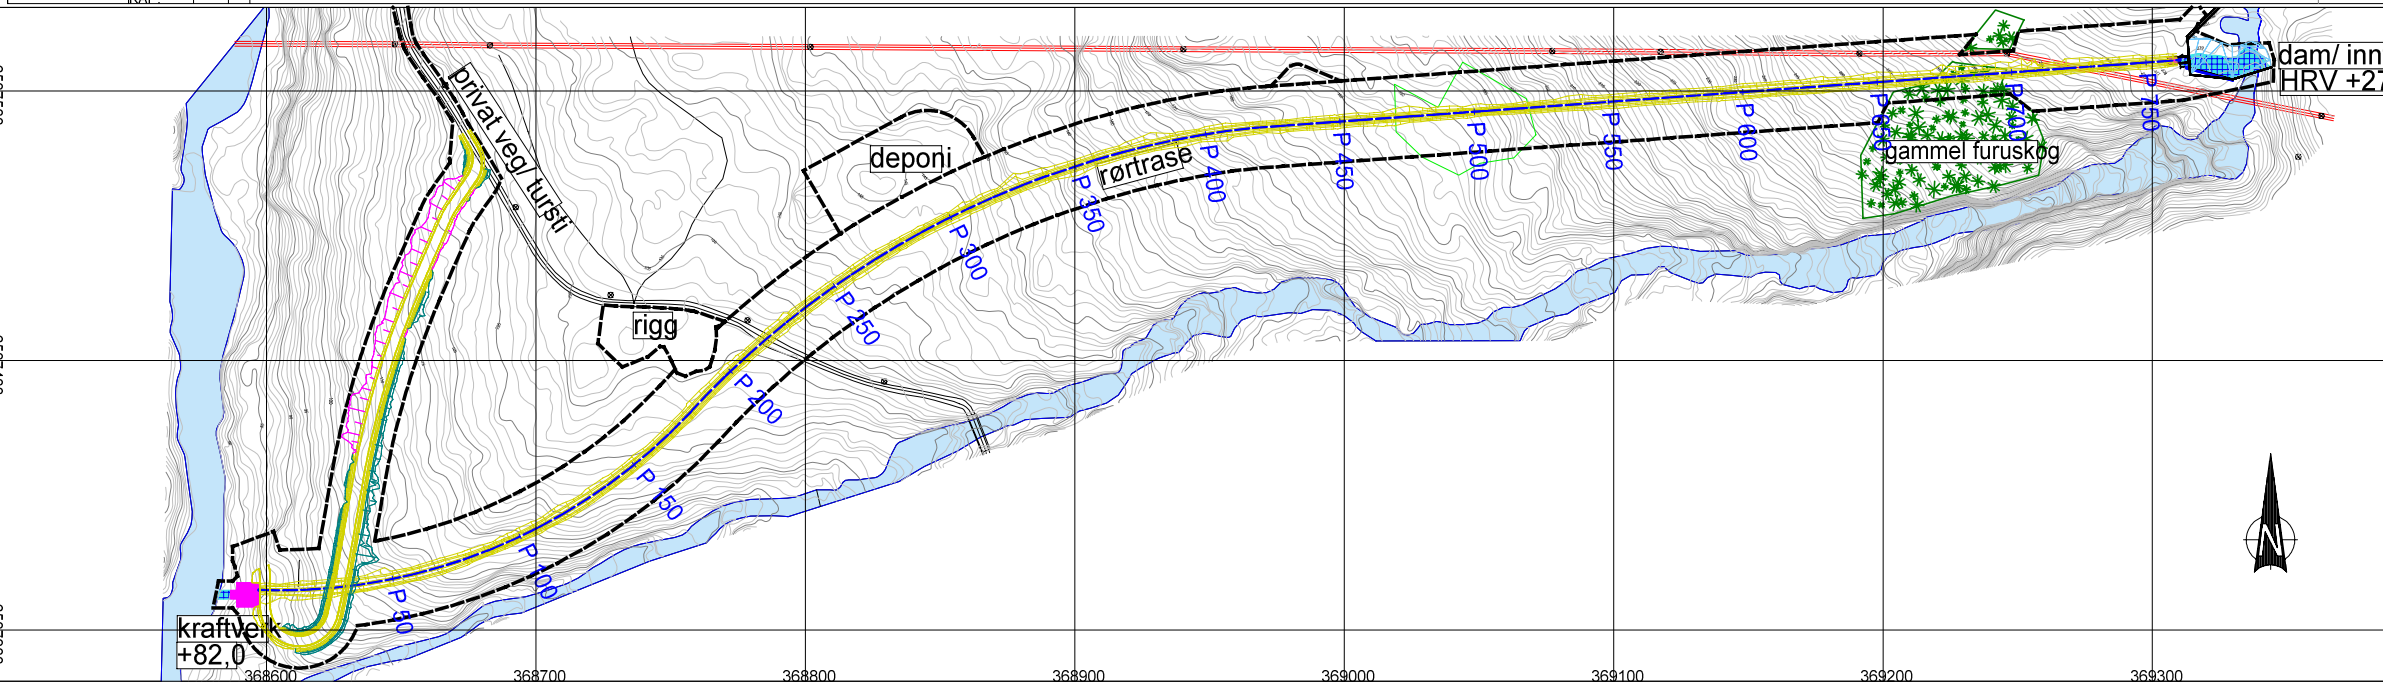 dam/ inn
HRV +27
privat veg/ tursti
deponi
rørtrase
gammel furuskog
rigg
P 750
P 700
P 650
P 600
P 550
P 500
P 450
P 400
P 350
P 300
P 250
P 200
P 150
P 100
P 50
kraftverk
+82,0
N
368600
368700
368800
368900
369000
369100
369200
369300